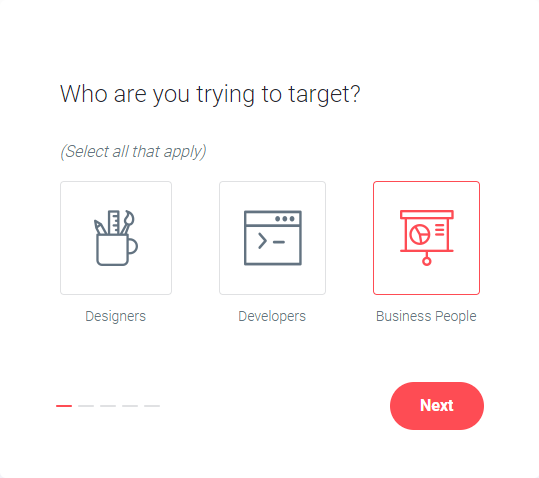 Who are you trying to target?
(Select all that apply)
Designers
Developers
Business People
Next